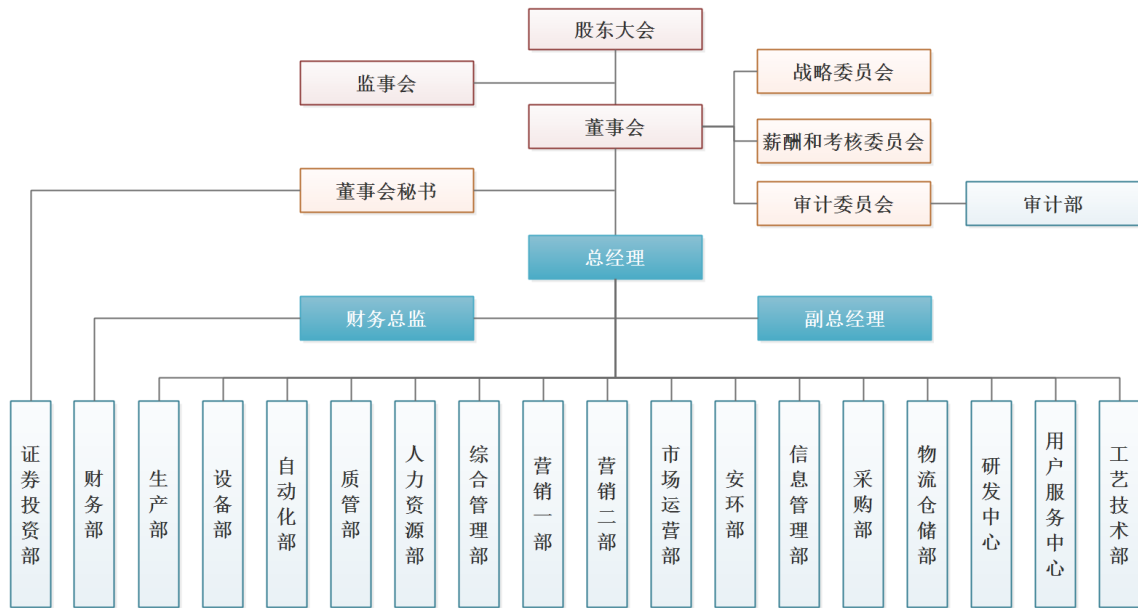 股东大会
监事会
战略委员会
董事会
薪酬和考核委员会
董事会秘书
审计委员会
审计部
总经理
财务总监
副总经理
证券投资部
财务部
生产部
设备部
自动化部
质管部
人力资源部
综合管理部
营销一部
营销二部
市场运营部
安环部
信息管理部
采购部
物流仓储部
研发中心
用户服务中心
工艺技术部